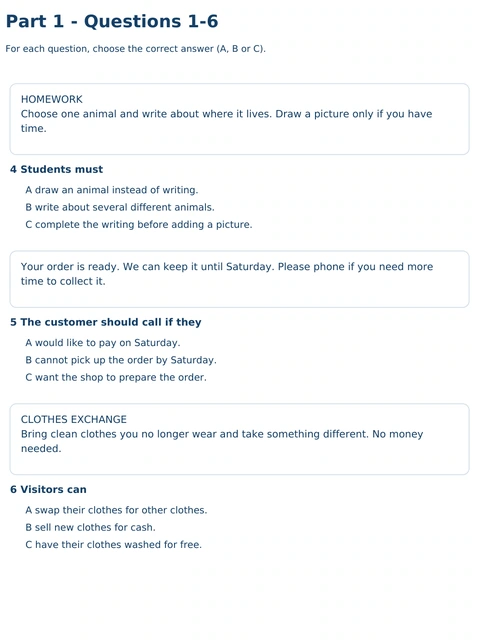 Part 1 - Questions 1-6
For each question, choose the correct answer (A, B or C).
HOMEWORK
Choose one animal and write about where it lives. Draw a picture only if you have
time.
4 Students must
A draw an animal instead of writing.
B write about several different animals.
C complete the writing before adding a picture.
Your order is ready. We can keep it until Saturday. Please phone if you need more
time to collect it.
5 The customer should call if they
A would like to pay on Saturday.
B cannot pick up the order by Saturday.
C want the shop to prepare the order.
CLOTHES EXCHANGE
Bring clean clothes you no longer wear and take something different. No money
needed.
6 Visitors can
A swap their clothes for other clothes.
B sell new clothes for cash.
C have their clothes washed for free.